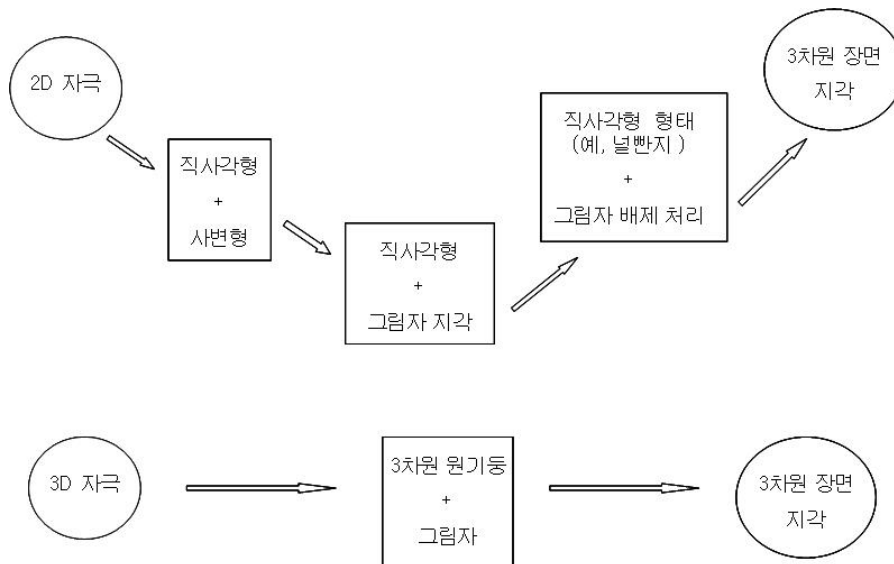 2D 자극
직사각형
+
사변형
직사각형
+
그림자 지각
직사각형 형태
(예, 널빤지 )
+
그림자 배제 처리
3차원 장면
지각
3D 자극
3차원 원기둥
+
그림자
3차원 장면
지각